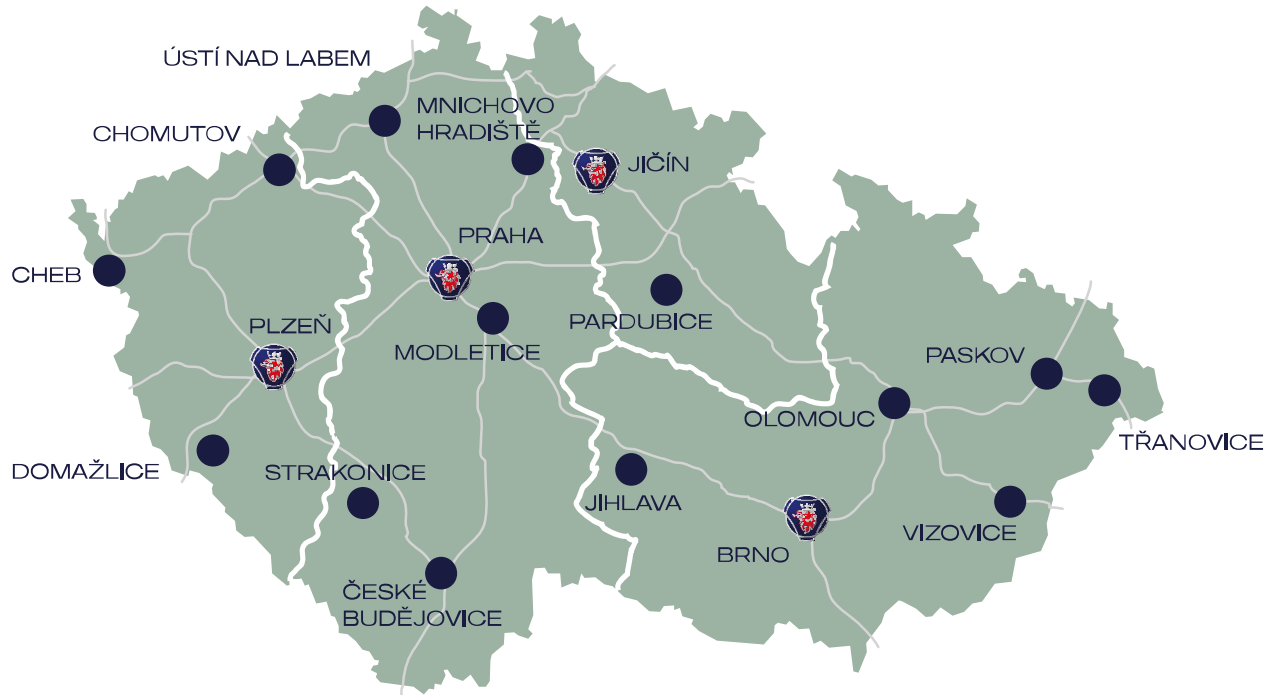 ÚSTÍ NAD LABEM
MNICHOVO
HRADIŠTĚ
CHOMUTOV
JIČÍN
PRAHA
CHEB
PLZEŇ
PARDUBICE
MODLETICE
PASKOV
OLOMOUC
TŘANOVICE
DOMAŽLICE
STRAKONICE
JIHLAVA
VIZOVICE
BRNO
ČESKÉ
BUDĚJOVICE